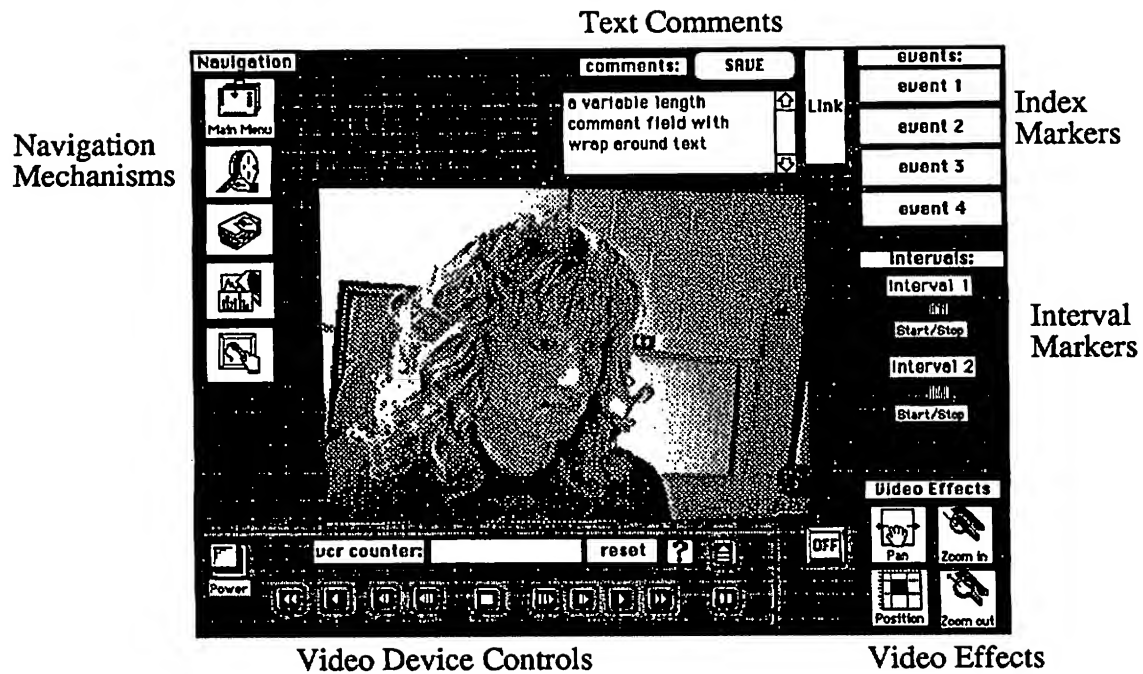 Text Comments
Navigation
comments:
SAVE
events:
Link
event 1
Index
Markers
a variable length
comment field with
wrap around text
Main Menu
event 2
Navigation
Mechanisms
event 3
event 4
Intervals:
Interval 1
Start/Stop
Interval
Markers
Interval 2
Start/Stop
Video Effects
Pan
Zoom in
OFF
vcr counter:
reset
?
Power
Position
Zoom out
Video Device Controls
Video Effects